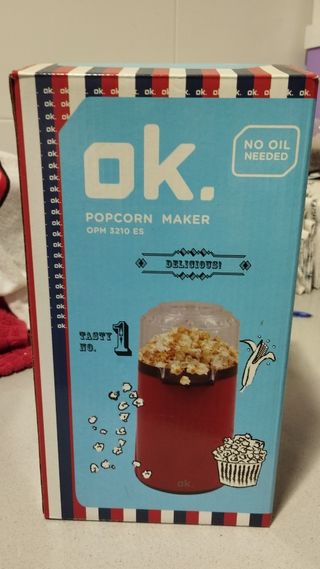 ok.
POPCORN MAKER
OPM 3210 ES
NO OIL
NEEDED
DELICIOUS!
TASTY
NO. 1
ok.